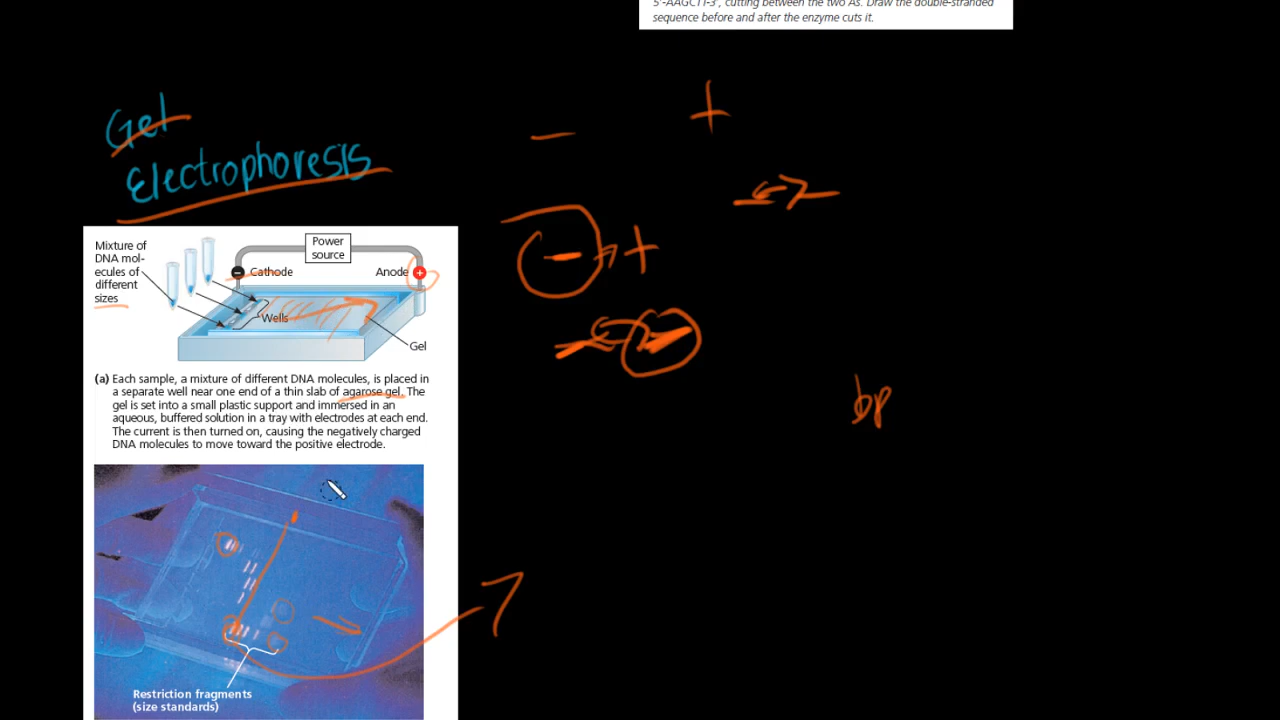 5'-AAGCTT-3', cutting between the two As. Draw the double-stranded
sequence before and after the enzyme cuts it.
Gel
Electrophoresis
- +
- +
Mixture of
DNA mol-
ecules of
different
sizes
Power
source
- Cathode
Anode +
Wells
Gel
(a) Each sample, a mixture of different DNA molecules, is placed in
a separate well near one end of a thin slab of agarose gel. The
gel is set into a small plastic support and immersed in an
aqueous, buffered solution in a tray with electrodes at each end.
The current is then turned on, causing the negatively charged
DNA molecules to move toward the positive electrode.
bp
Restriction fragments
(size standards)